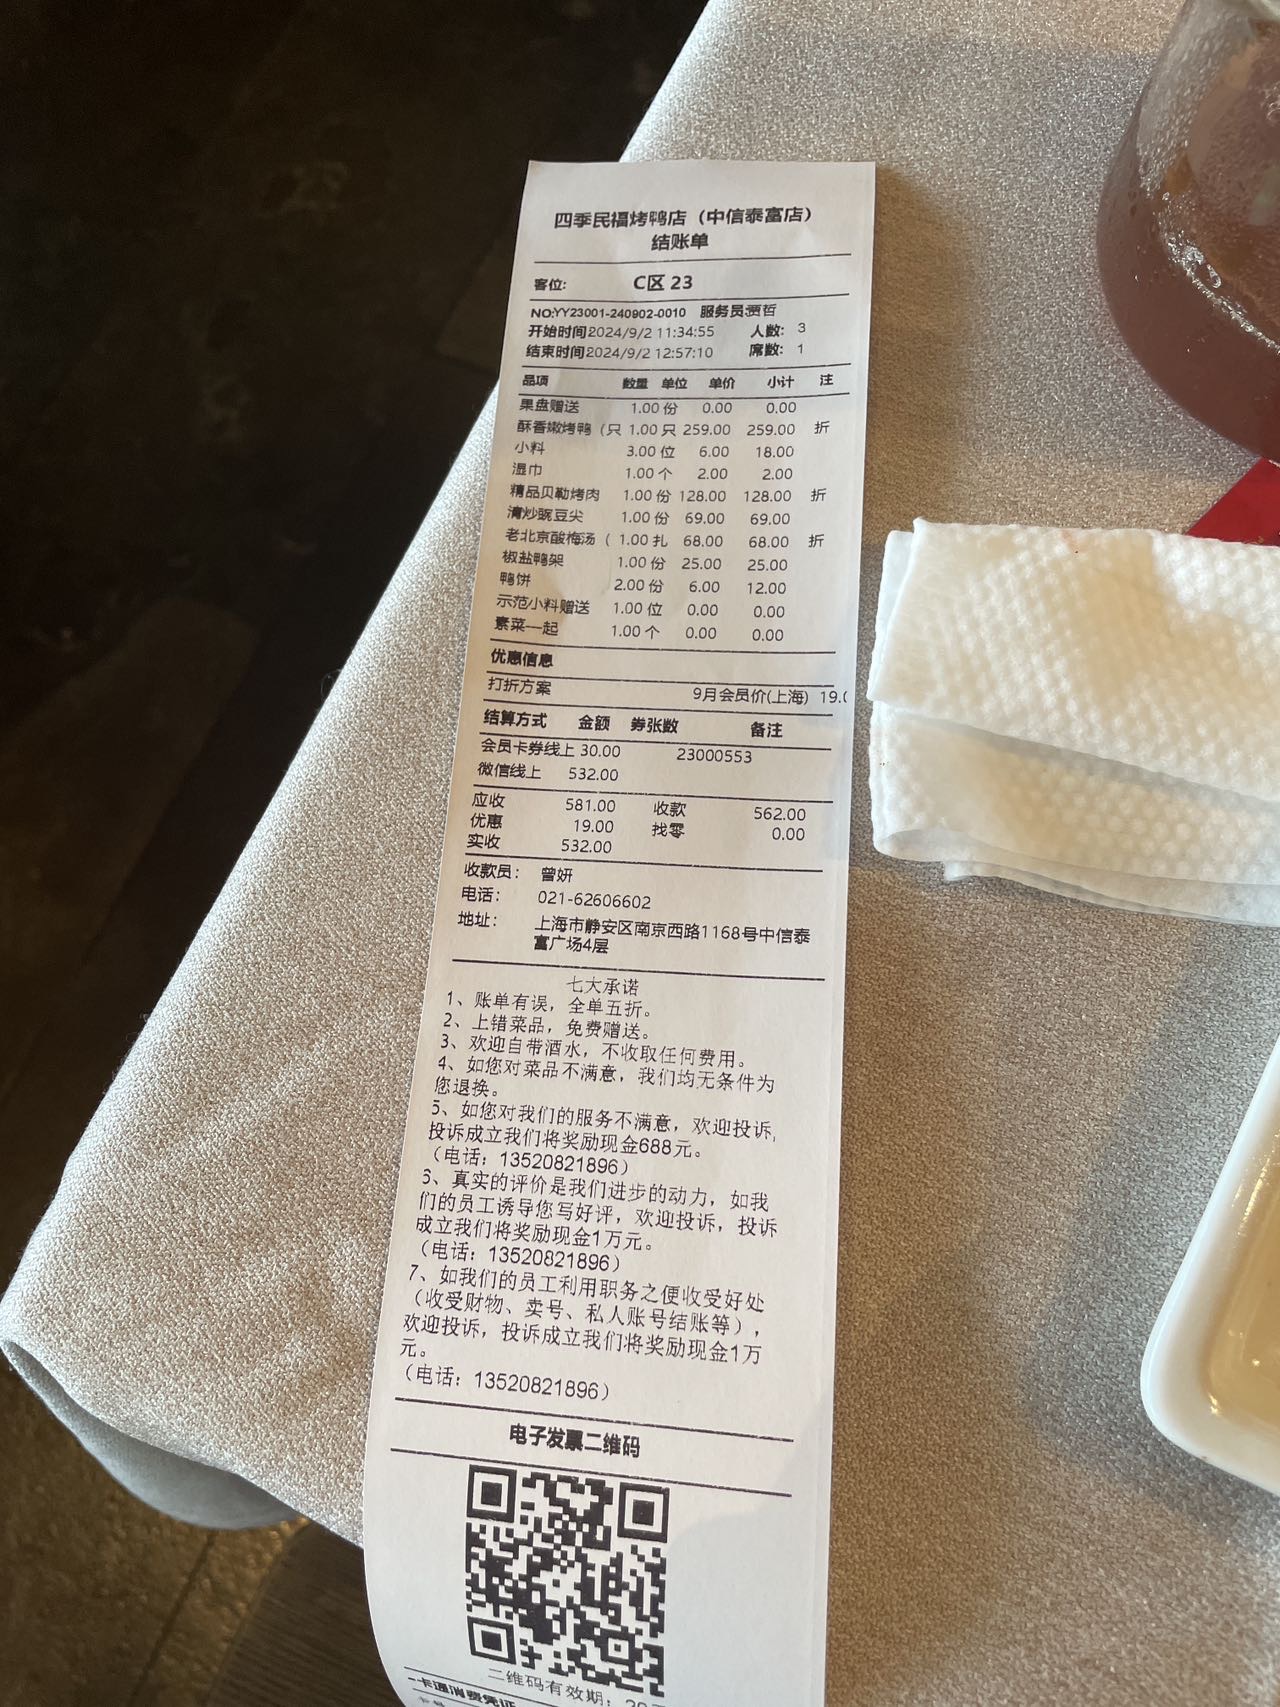 四季民福烤鸭店（中信泰富店）
结账单
客位: C区 23
NO:YY23001-240902-0010 服务员:贾哲
开始时间2024/9/2 11:34:55 人数: 3
结束时间2024/9/2 12:57:10 席数: 1
品项 数量 单位 单价 小计 注
果盘赠送 1.00 份 0.00 0.00
酥香嫩烤鸭（只 1.00 只 259.00 259.00 折
小料 3.00 位 6.00 18.00
湿巾 1.00 个 2.00 2.00
精品贝勒烤肉 1.00 份 128.00 128.00 折
清炒豌豆尖 1.00 份 69.00 69.00
老北京酸梅汤（ 1.00 扎 68.00 68.00 折
椒盐鸭架 1.00 份 25.00 25.00
鸭饼 2.00 份 6.00 12.00
示范小料赠送 1.00 位 0.00 0.00
素菜一起 1.00 个 0.00 0.00
优惠信息
打折方案 9月会员价(上海) 19.0
结算方式 金额 券张数 备注
会员卡券线上 30.00 23000553
微信线上 532.00
应收 581.00 收款 562.00
优惠 19.00 找零 0.00
实收 532.00
收款员: 曾妍
电话: 021-62606602
地址: 上海市静安区南京西路1168号中信泰
富广场4层
七大承诺
1、账单有误，全单五折。
2、上错菜品，免费赠送。
3、欢迎自带酒水，不收取任何费用。
4、如您对菜品不满意，我们均无条件为
您退换。
5、如您对我们的服务不满意，欢迎投诉，
投诉成立我们将奖励现金688元。
（电话：13520821896）
6、真实的评价是我们进步的动力，如我
们的员工诱导您写好评，欢迎投诉，投诉
成立我们将奖励现金1万元。
（电话：13520821896）
7、如我们的员工利用职务之便收受好处
（收受财物、卖号、私人账号结账等），
欢迎投诉，投诉成立我们将奖励现金1万
元。
（电话：13520821896）
电子发票二维码
二维码有效期：
一卡通消费凭证